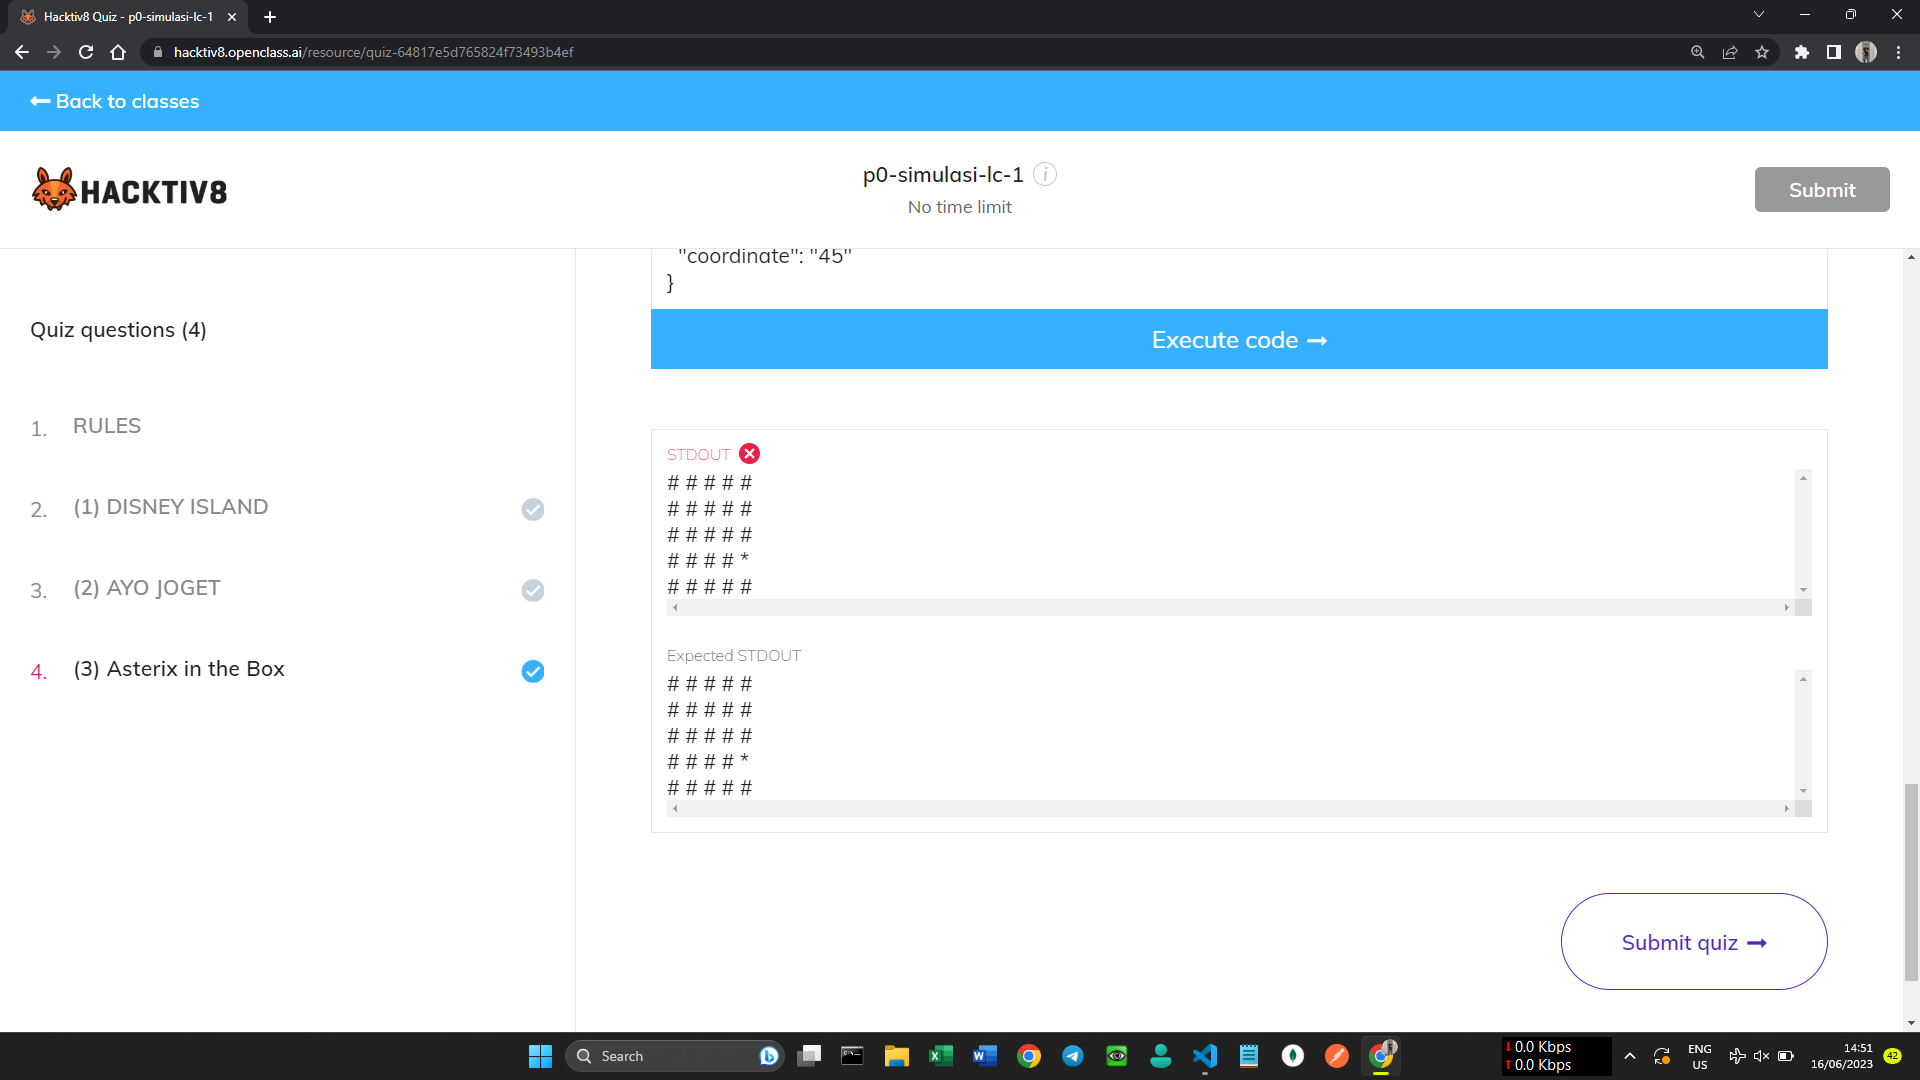 Hacktiv8 Quiz - p0-simulasi-lc-1
hacktiv8.openclass.ai/resource/quiz-64817e5d765824f73493b4ef
Back to classes
HACKTIV8
p0-simulasi-lc-1
No time limit
Submit
Quiz questions (4)
1. RULES
2. (1) DISNEY ISLAND
3. (2) AYO JOGET
4. (3) Asterix in the Box
"coordinate": "45"
}
Execute code
STDOUT
# # # # #
# # # # #
# # # # #
# # # # *
# # # # #
Expected STDOUT
# # # # #
# # # # #
# # # # #
# # # # *
# # # # #
Submit quiz
Search
0.0 Kbps
0.0 Kbps
ENG
US
14:51
16/06/2023
42